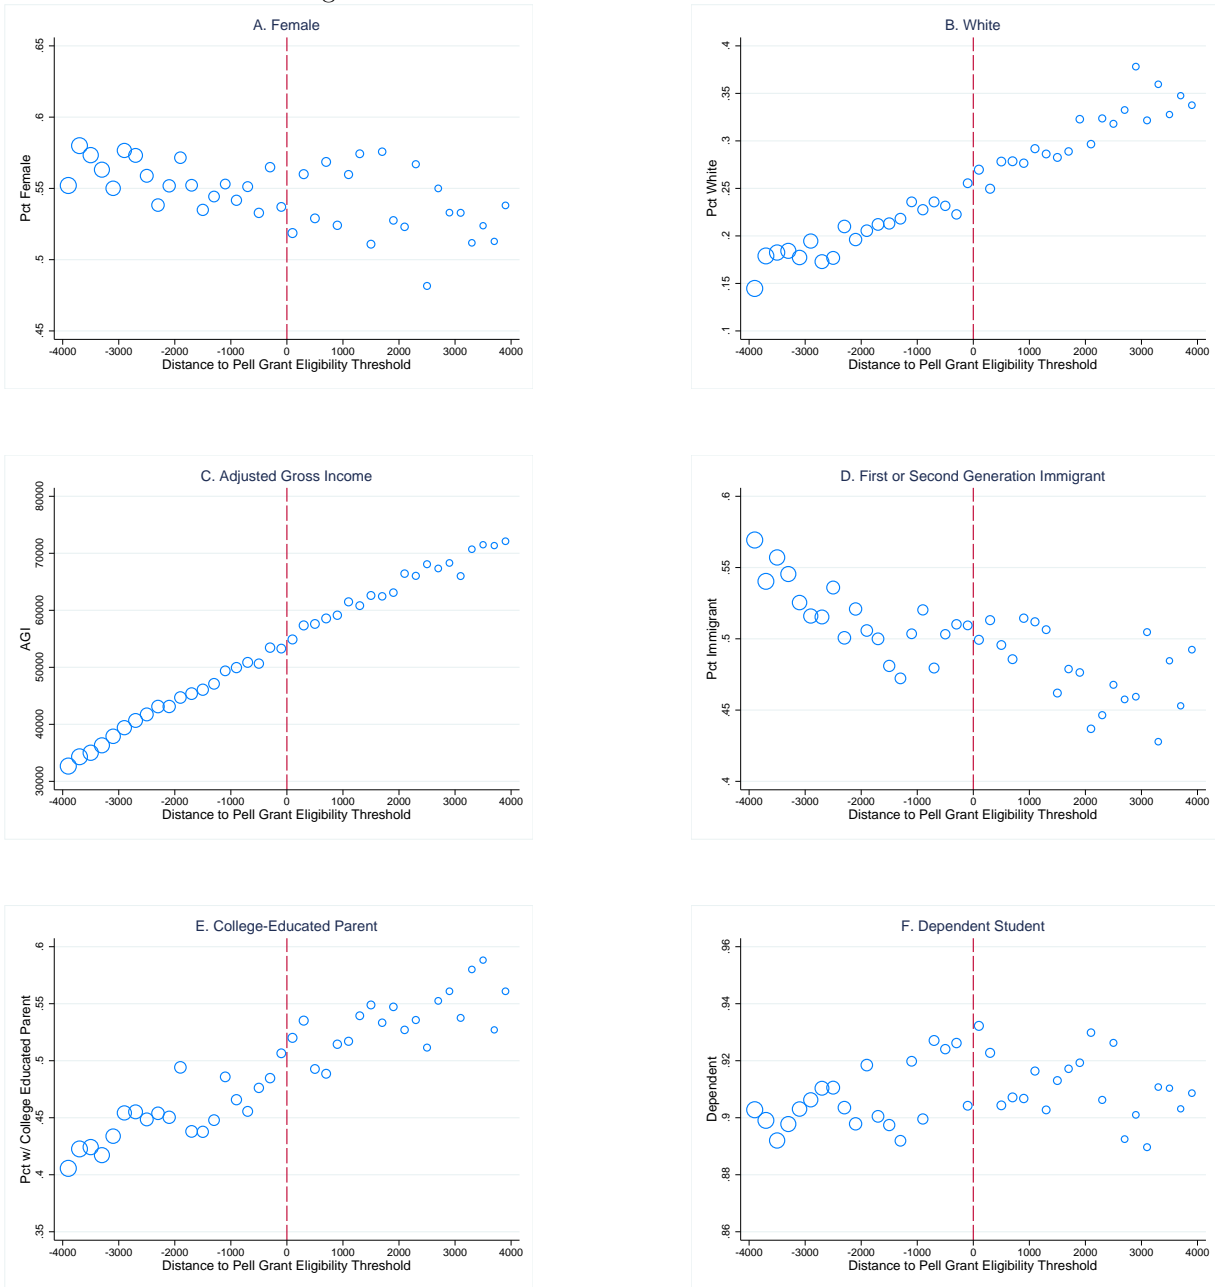 A. Female
.65
.6
.55
.5
.45
Pct Female
-4000 -3000 -2000 -1000 0 1000 2000 3000 4000
Distance to Pell Grant Eligibility Threshold
B. White
.4
.35
.3
.25
.2
.15
.1
Pct White
-4000 -3000 -2000 -1000 0 1000 2000 3000 4000
Distance to Pell Grant Eligibility Threshold
C. Adjusted Gross Income
80000
70000
60000
50000
40000
30000
AGI
-4000 -3000 -2000 -1000 0 1000 2000 3000 4000
Distance to Pell Grant Eligibility Threshold
D. First or Second Generation Immigrant
.6
.55
.5
.45
.4
Pct Immigrant
-4000 -3000 -2000 -1000 0 1000 2000 3000 4000
Distance to Pell Grant Eligibility Threshold
E. College-Educated Parent
.6
.55
.5
.45
.4
.35
Pct w/ College Educated Parent
-4000 -3000 -2000 -1000 0 1000 2000 3000 4000
Distance to Pell Grant Eligibility Threshold
F. Dependent Student
.96
.94
.92
.9
.88
.86
Dependent
-4000 -3000 -2000 -1000 0 1000 2000 3000 4000
Distance to Pell Grant Eligibility Threshold